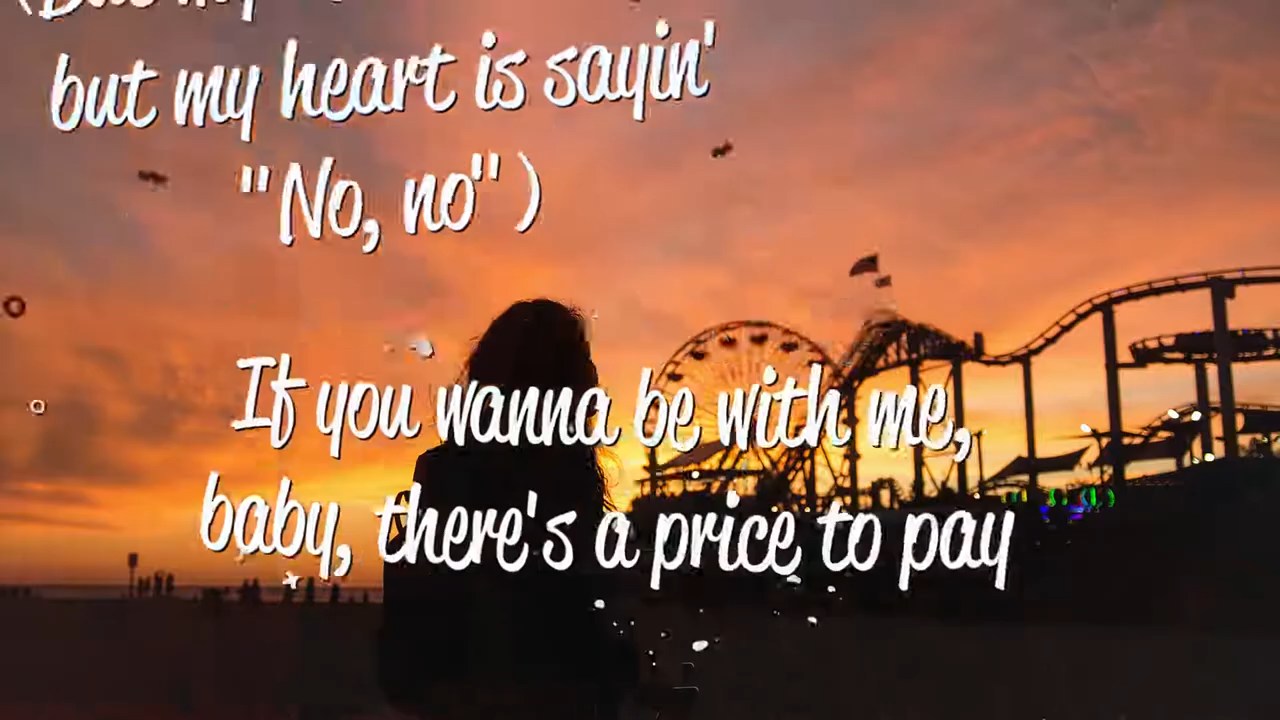 but my heart is sayin'
"No, no")
If you wanna be with me,
baby, there's a price to pay